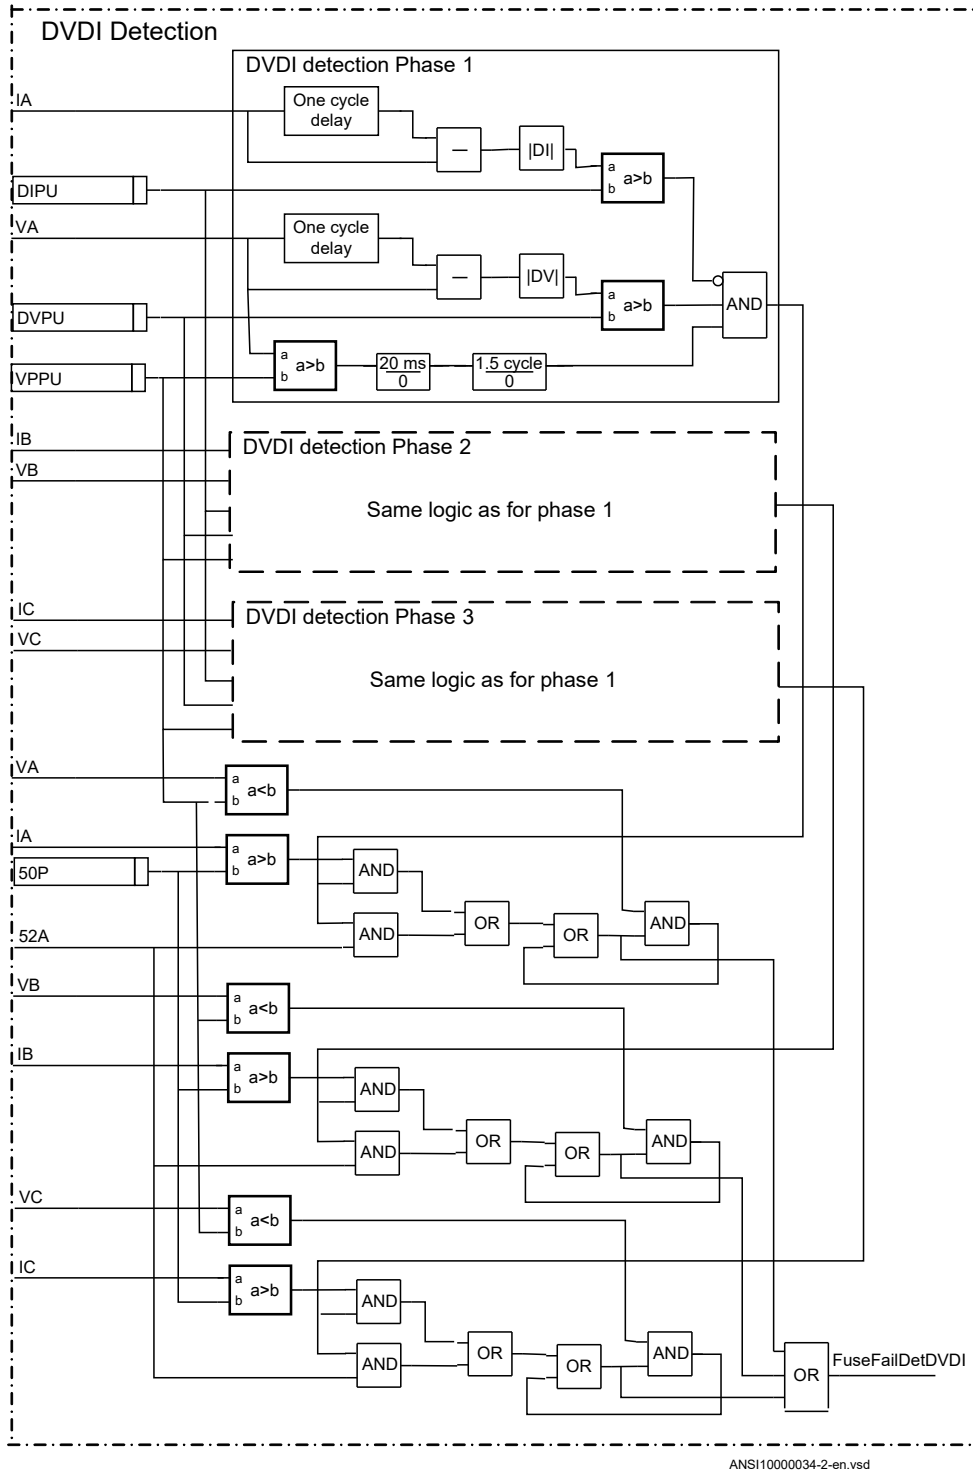 DVDI Detection
DVDI detection Phase 1
IA
One cycle
delay
—
|DI|
a
b
a>b
DIPU
VA
One cycle
delay
—
|DV|
a
b
a>b
AND
DVPU
a
b
a>b
20 ms
0
1.5 cycle
0
VPPU
IB
DVDI detection Phase 2
VB
Same logic as for phase 1
IC
DVDI detection Phase 3
VC
Same logic as for phase 1
VA
a
b
a<b
IA
a
b
a>b
50P
AND
OR
AND
52A
AND
OR
VB
a
b
a<b
IB
a
b
a>b
AND
OR
AND
AND
OR
VC
a
b
a<b
IC
a
b
a>b
AND
OR
AND
AND
OR
OR
FuseFailDetDVDI
ANSI10000034-2-en.vsd